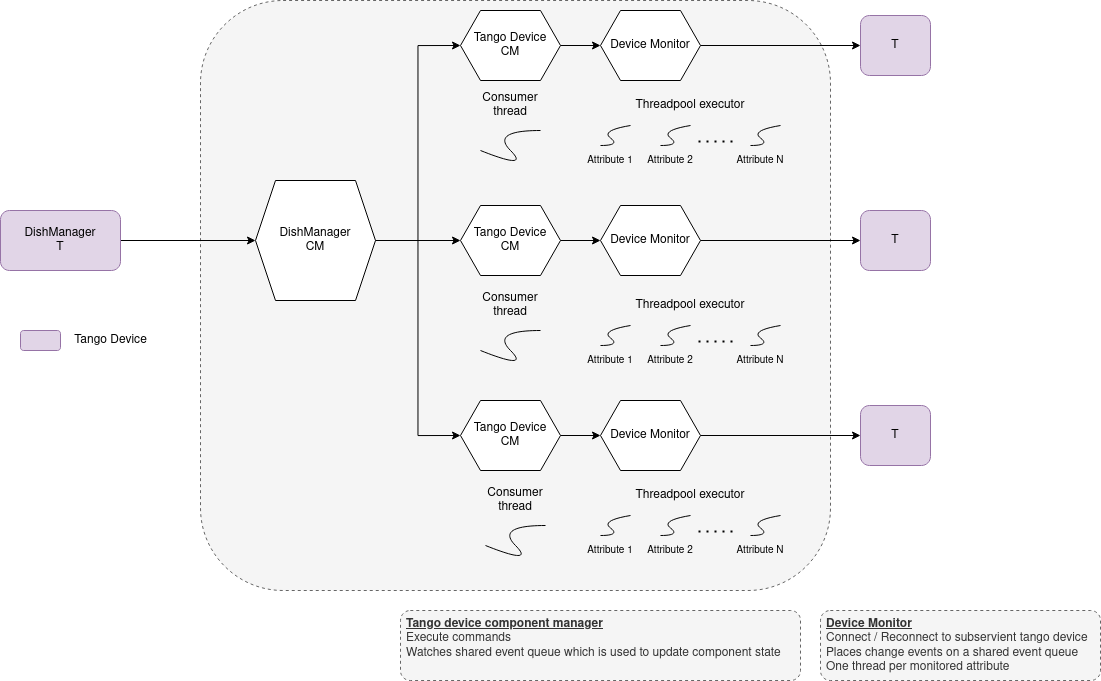 Tango Device
CM
Device Monitor
T
Consumer
thread
Threadpool executor
Attribute 1
Attribute 2
Attribute N
DishManager
T
DishManager
CM
Tango Device
CM
Device Monitor
T
Consumer
thread
Threadpool executor
Tango Device
Attribute 1
Attribute 2
Attribute N
Tango Device
CM
Device Monitor
T
Consumer
thread
Threadpool executor
Attribute 1
Attribute 2
Attribute N
Tango device component manager
Execute commands
Watches shared event queue which is used to update component state
Device Monitor
Connect / Reconnect to subservient tango device
Places change events on a shared event queue
One thread per monitored attribute